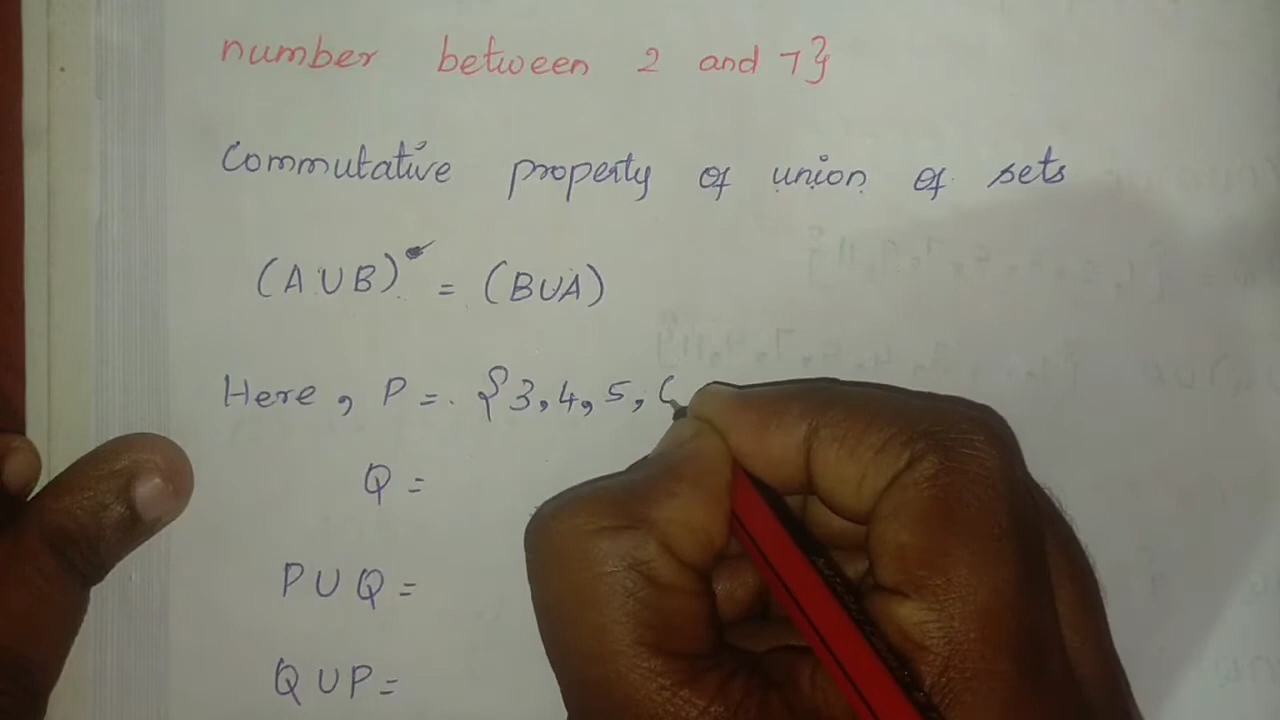 number between 2 and 7}
Commutative property of union of sets
(A ∪ B) = (B∪A)
Here, P = {3,4,5,
Q =
P ∪ Q =
Q ∪ P =